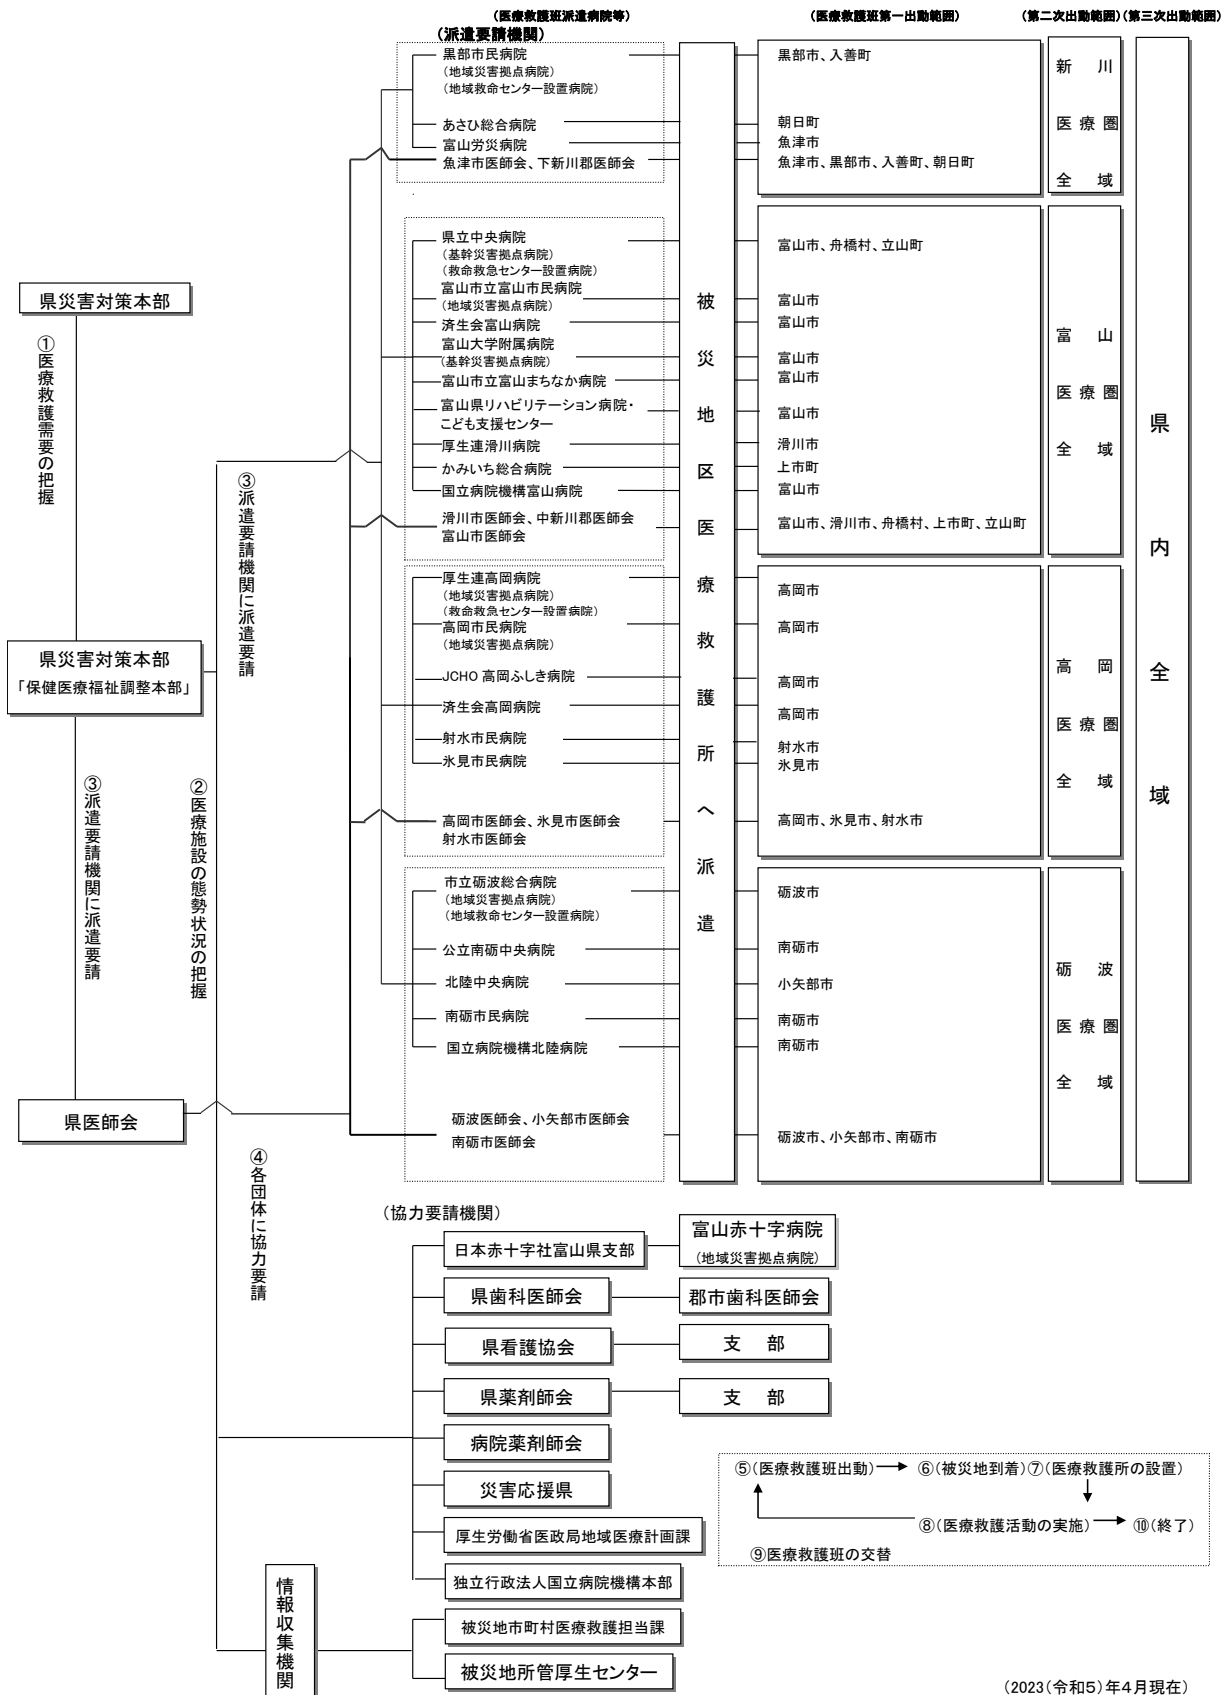 (医療救護班派遣病院等)
(医療救護班第一出動範囲)
(第二次出動範囲)
(第三次出動範囲)
(派遣要請機関)
県災害対策本部
①医療救護需要の把握
県災害対策本部
「保健医療福祉調整本部」
③派遣要請機関に派遣要請
②医療施設の態勢状況の把握
③派遣要請機関に派遣要請
県医師会
④各団体に協力要請
黒部市民病院
(地域災害拠点病院)
(地域救命センター設置病院)
あさひ総合病院
富山労災病院
魚津市医師会、下新川郡医師会
県立中央病院
(基幹災害拠点病院)
(救命救急センター設置病院)
富山市立富山市民病院
(地域災害拠点病院)
済生会富山病院
富山大学附属病院
(基幹災害拠点病院)
富山市立富山まちなか病院
富山県リハビリテーション病院・
こども支援センター
厚生連滑川病院
かみいち総合病院
国立病院機構富山病院
滑川市医師会、中新川郡医師会
富山市医師会
厚生連高岡病院
(地域災害拠点病院)
(救命救急センター設置病院)
高岡市民病院
(地域災害拠点病院)
JCHO 高岡ふしき病院
済生会高岡病院
射水市民病院
氷見市民病院
高岡市医師会、氷見市医師会
射水市医師会
市立砺波総合病院
(地域災害拠点病院)
(地域救命センター設置病院)
公立南砺中央病院
北陸中央病院
南砺市民病院
国立病院機構北陸病院
砺波医師会、小矢部市医師会
南砺市医師会
被災地区医療救護所へ派遣
黒部市、入善町
朝日町
魚津市
魚津市、黒部市、入善町、朝日町
富山市、舟橋村、立山町
富山市
富山市
富山市
富山市
富山市
滑川市
上市町
富山市
富山市、滑川市、舟橋村、上市町、立山町
高岡市
高岡市
高岡市
高岡市
射水市
氷見市
高岡市、氷見市、射水市
砺波市
南砺市
小矢部市
南砺市
南砺市
砺波市、小矢部市、南砺市
新川
医療圏
全域
富山
医療圏
全域
高岡
医療圏
全域
砺波
医療圏
全域
県内全域
(協力要請機関)
日本赤十字社富山県支部
富山赤十字病院
(地域災害拠点病院)
県歯科医師会
郡市歯科医師会
県看護協会
支 部
県薬剤師会
支 部
病院薬剤師会
災害応援県
厚生労働省医政局地域医療計画課
独立行政法人国立病院機構本部
情報収集機関
被災地市町村医療救護担当課
被災地所管厚生センター
⑤(医療救護班出動)
⑥(被災地到着)⑦(医療救護所の設置)
⑧(医療救護活動の実施)
⑩(終了)
⑨医療救護班の交替
(2023(令和5)年4月現在)